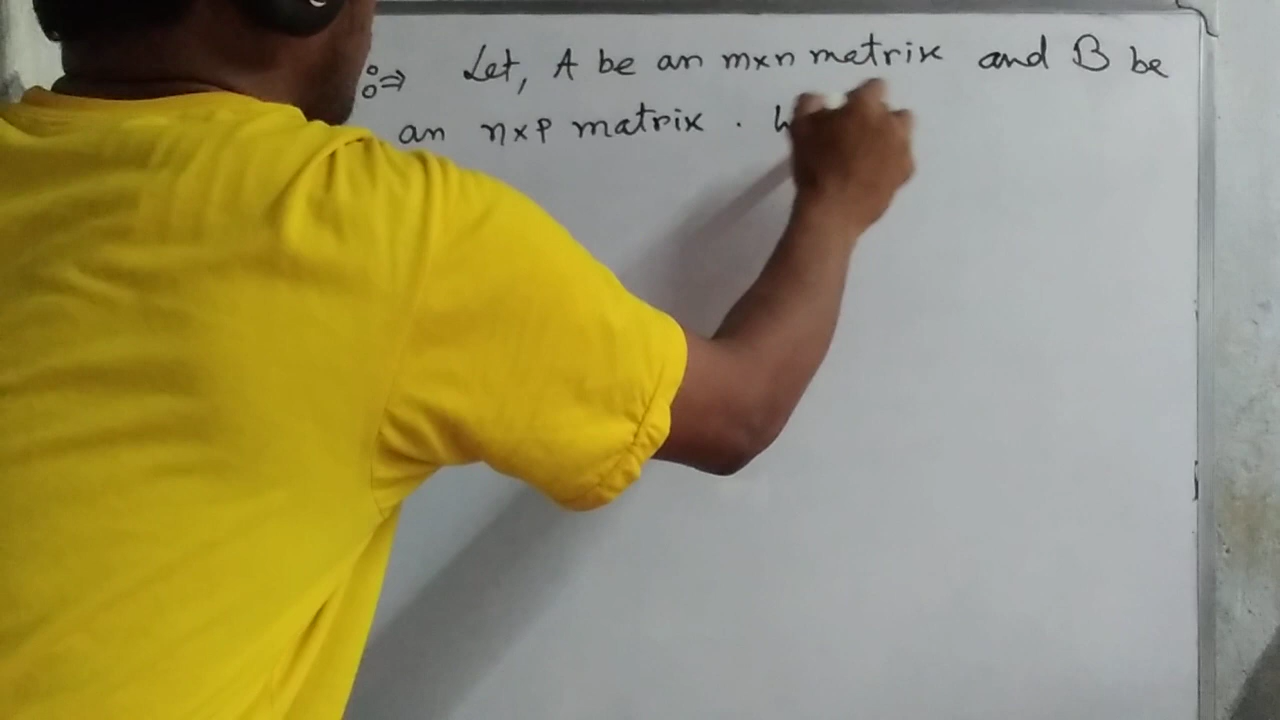 ⇒ Let, A be an m×n matrix and B be
an n×p matrix.